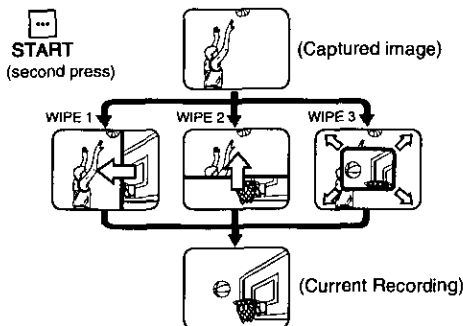 START
(second press)
(Captured image)
WIPE 1
WIPE 2
WIPE 3
(Current Recording)